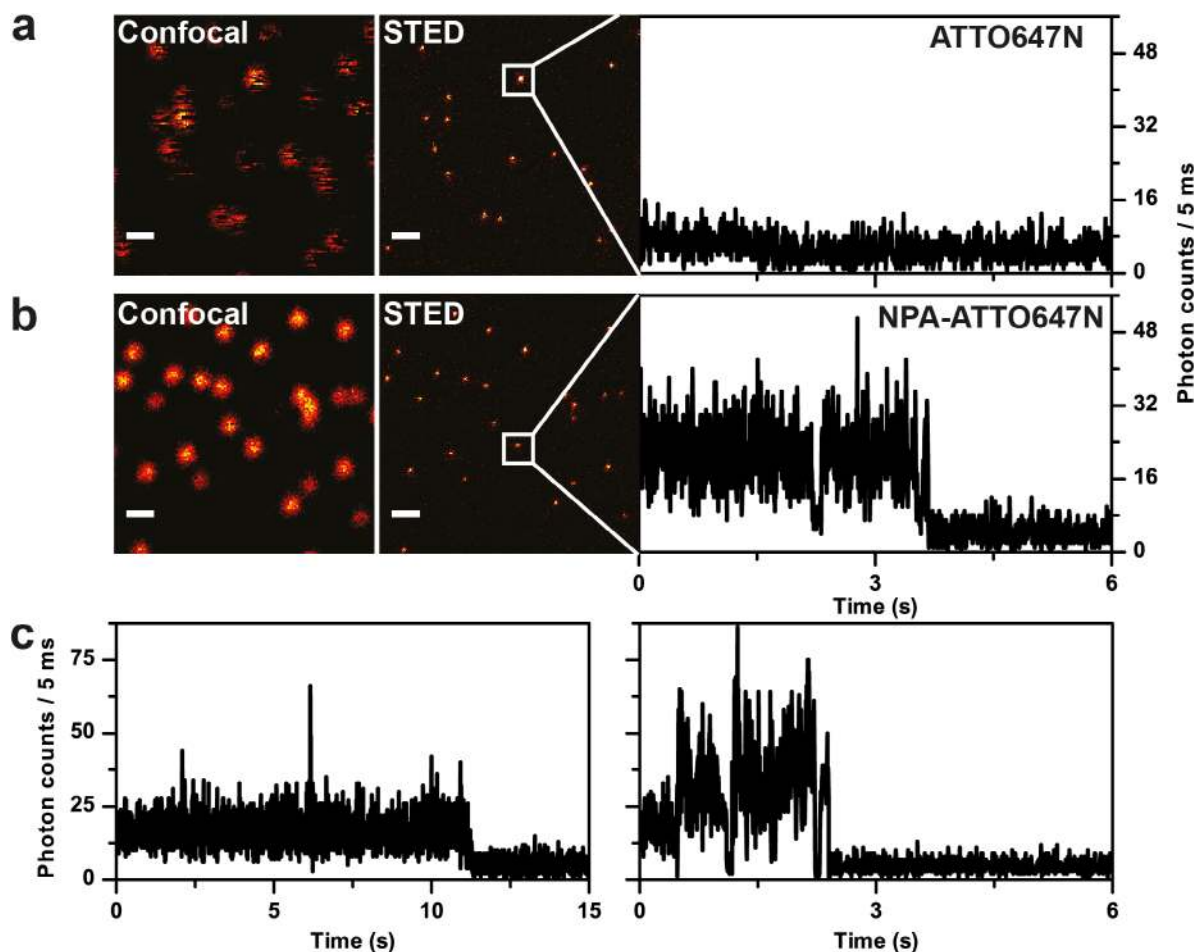 a
Confocal
STED
ATTO647N
48
32
16
0
Photon counts / 5 ms
b
Confocal
STED
NPA-ATTO647N
48
32
16
0
0 3 6
Time (s)
c
Photon counts / 5 ms
75
50
25
0
0 5 10 15
Time (s)
0 3 6
Time (s)